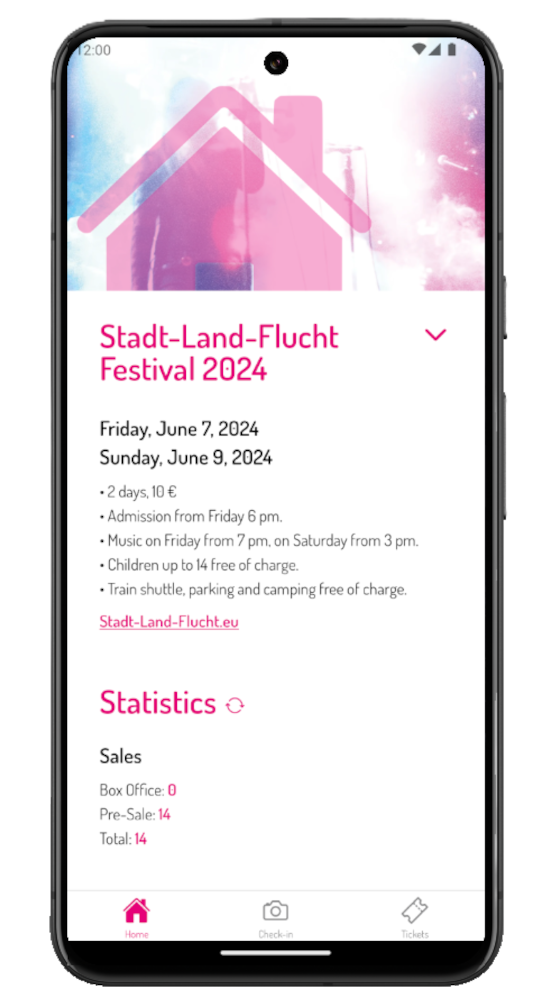 12:00
Stadt-Land-Flucht
Festival 2024
Friday, June 7, 2024
Sunday, June 9, 2024
• 2 days, 10 €
• Admission from Friday 6 pm.
• Music on Friday from 7 pm, on Saturday from 3 pm.
• Children up to 14 free of charge.
• Train shuttle, parking and camping free of charge.
Stadt-Land-Flucht.eu
Statistics
Sales
Box Office: 0
Pre-Sale: 14
Total: 14
Home
Check-in
Tickets